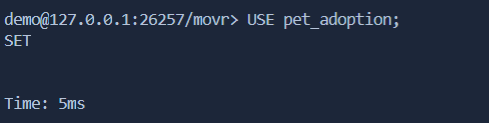 demo@127.0.0.1:26257/movr> USE pet_adoption;
SET
Time: 5ms